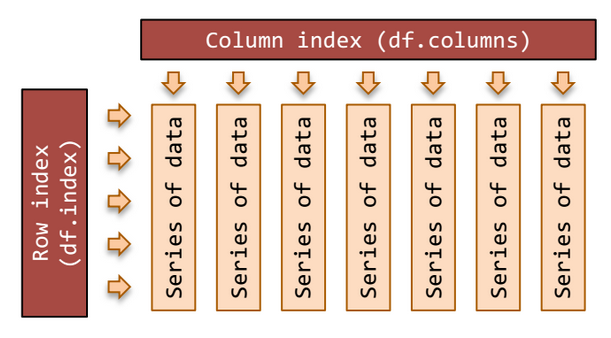 Column index (df.columns)
Row index
(df.index)
Series of data
Series of data
Series of data
Series of data
Series of data
Series of data
Series of data